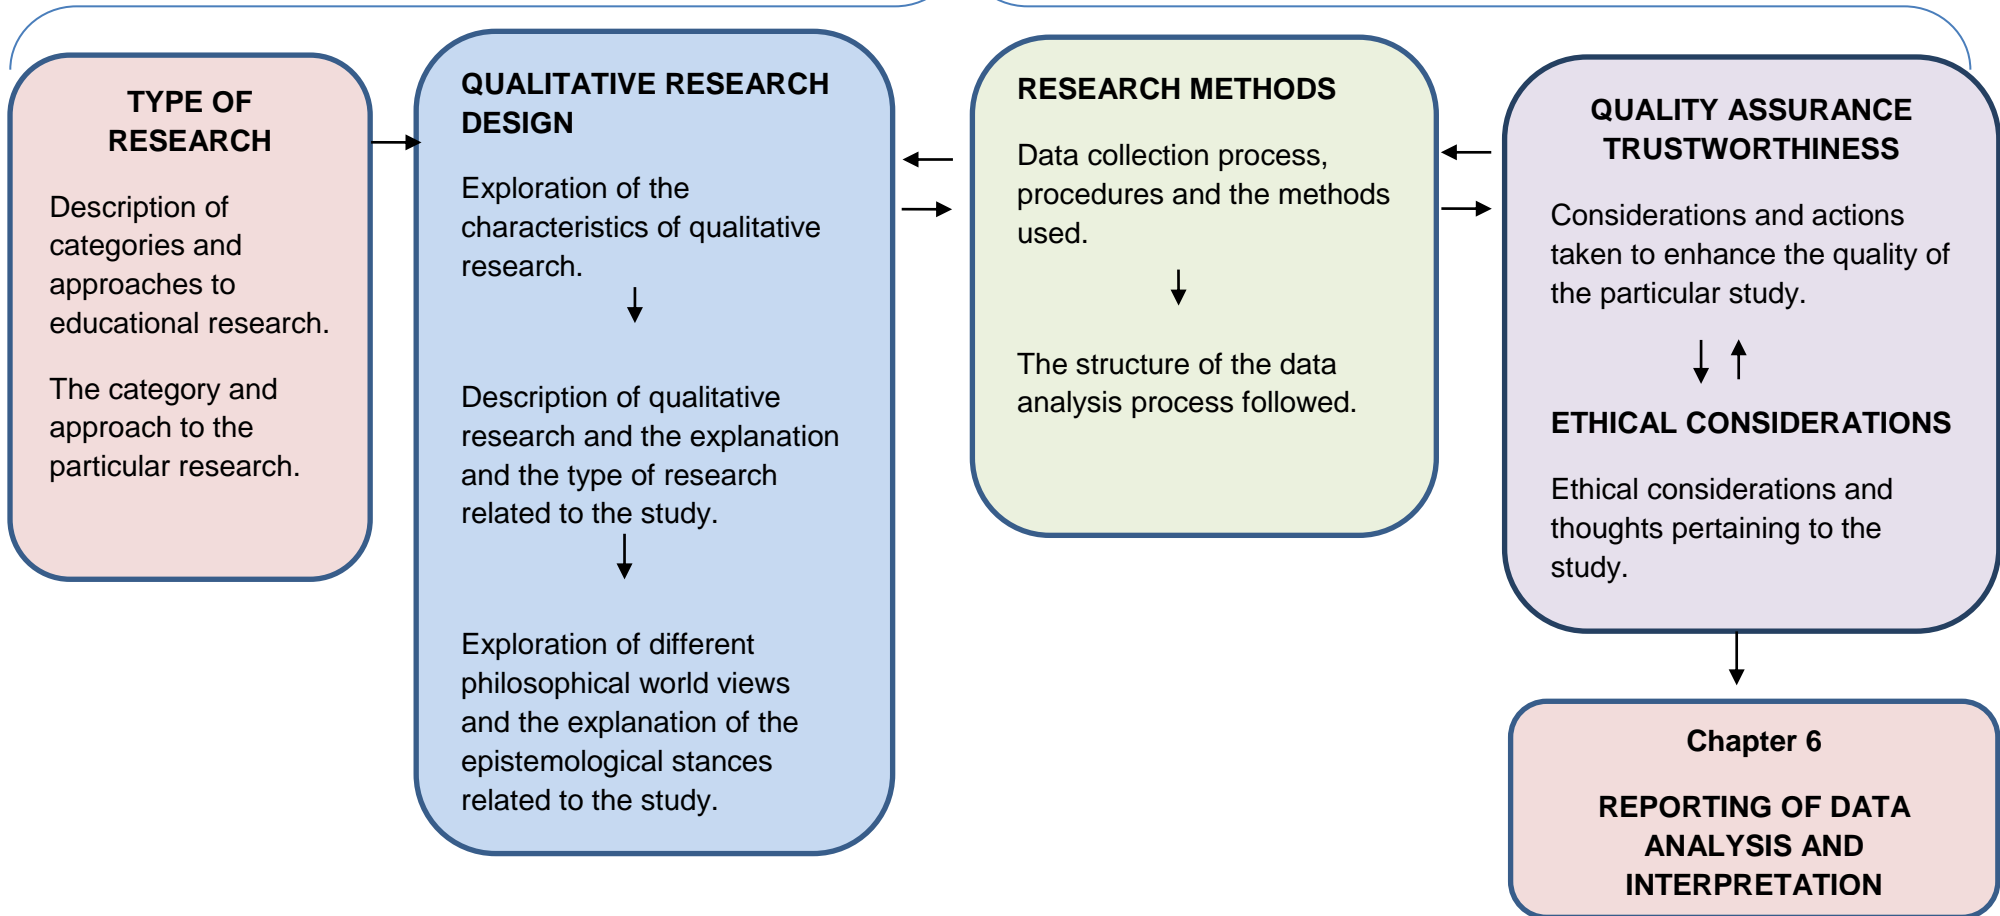 TYPE OF
RESEARCH
Description of
categories and
approaches to
educational research.
The category and
approach to the
particular research.
QUALITATIVE RESEARCH
DESIGN
Exploration of the
characteristics of qualitative
research.
Description of qualitative
research and the explanation
and the type of research
related to the study.
Exploration of different
philosophical world views
and the explanation of the
epistemological stances
related to the study.
RESEARCH METHODS
Data collection process,
procedures and the methods
used.
The structure of the data
analysis process followed.
QUALITY ASSURANCE
TRUSTWORTHINESS
Considerations and actions
taken to enhance the quality of
the particular study.
ETHICAL CONSIDERATIONS
Ethical considerations and
thoughts pertaining to the
study.
Chapter 6
REPORTING OF DATA
ANALYSIS AND
INTERPRETATION